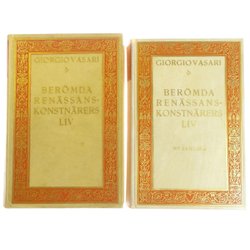 GIORGIO VASARI
BERÖMDA
RENÄSSANS-
KONSTNÄRERS
LIV
GIORGIO VASARI
BERÖMDA
RENÄSSANS-
KONSTNÄRERS
LIV